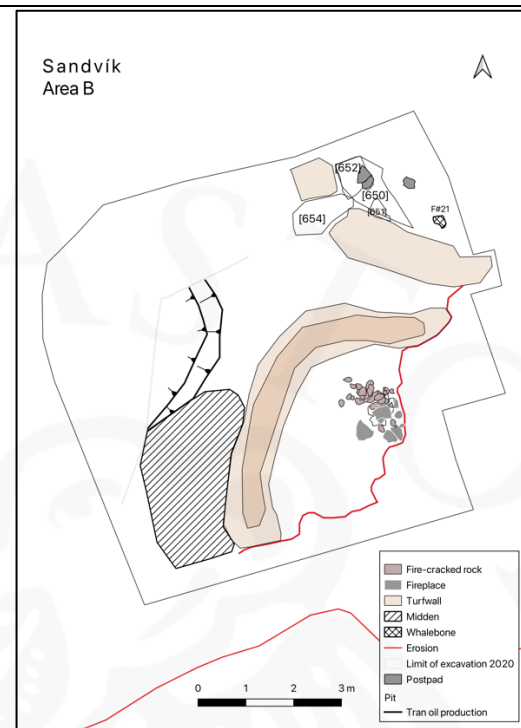 Sandvík
Area B
[652]
[650]
[651]
[654]
F#21
Fire-cracked rock
Fireplace
Turfwall
Midden
Whalebone
Erosion
Limit of excavation 2020
Postpad
Pit
Tran oil production
0 1 2 3 m